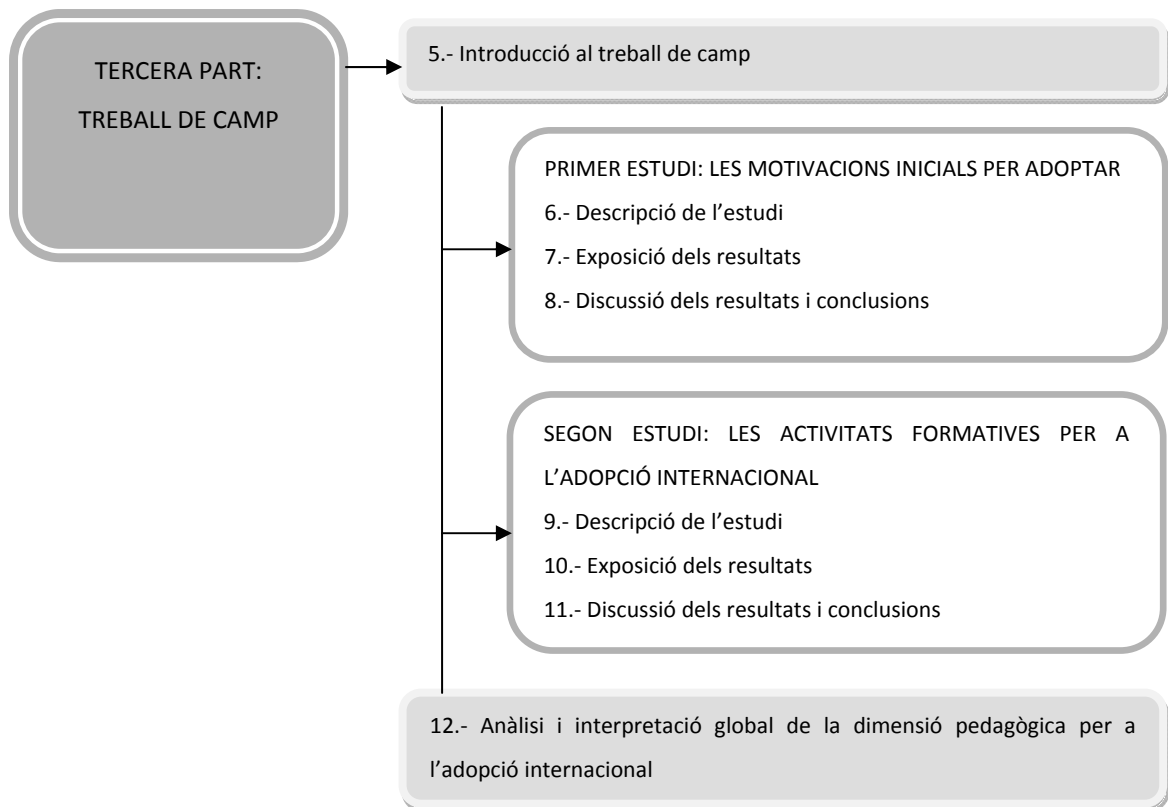 TERCERA PART:
TREBALL DE CAMP
5.- Introducció al treball de camp
PRIMER ESTUDI: LES MOTIVACIONS INICIALS PER ADOPTAR
6.- Descripció de l’estudi
7.- Exposició dels resultats
8.- Discussió dels resultats i conclusions
SEGON ESTUDI: LES ACTIVITATS FORMATIVES PER A
L’ADOPCIÓ INTERNACIONAL
9.- Descripció de l’estudi
10.- Exposició dels resultats
11.- Discussió dels resultats i conclusions
12.- Anàlisi i interpretació global de la dimensió pedagògica per a
l’adopció internacional